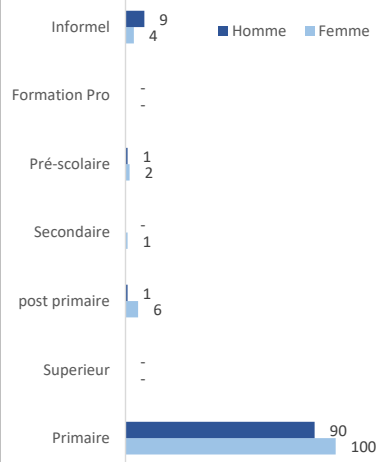 Informel
9
4
Homme Femme
Formation Pro
-
-
Pré-scolaire
1
2
Secondaire
-
1
post primaire
1
6
Superieur
-
-
Primaire
90
100